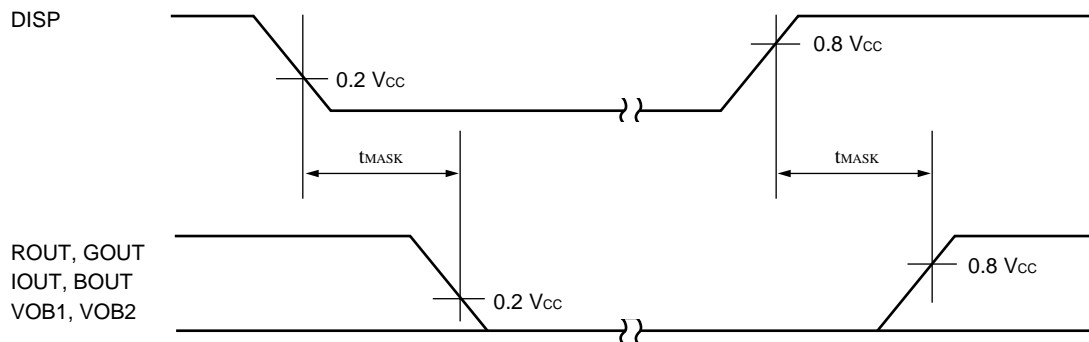 DISP
0.8 VCC
0.2 VCC
tMASK
tMASK
ROUT, GOUT
IOUT, BOUT
VOB1, VOB2
0.8 VCC
0.2 VCC